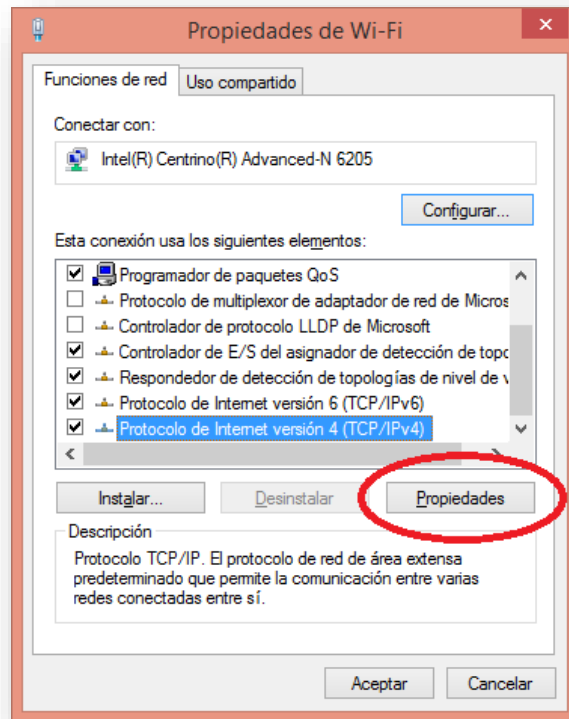 Propiedades de Wi-Fi
Funciones de red
Uso compartido
Conectar con:
Intel(R) Centrino(R) Advanced-N 6205
Configurar...
Esta conexión usa los siguientes elementos:
Programador de paquetes QoS
Protocolo de multiplexor de adaptador de red de Micros
Controlador de protocolo LLDP de Microsoft
Controlador de E/S del asignador de detección de topo
Respondedor de detección de topologías de nivel de v
Protocolo de Internet versión 6 (TCP/IPv6)
Protocolo de Internet versión 4 (TCP/IPv4)
Instalar...
Desinstalar
Propiedades
Descripción
Protocolo TCP/IP. El protocolo de red de área extensa
predeterminado que permite la comunicación entre varias
redes conectadas entre sí.
Aceptar
Cancelar